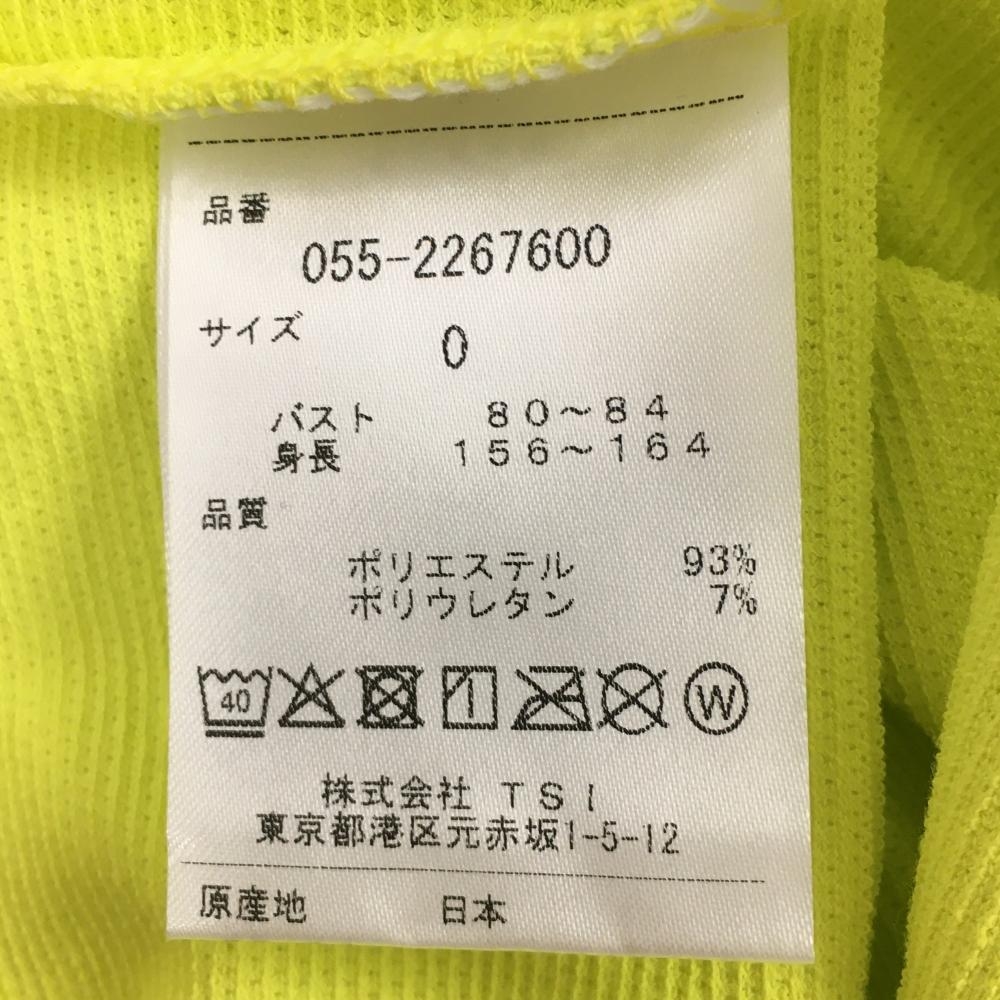 品番
055-2267600
サイズ 0
バスト 80～84
身長 156～164
品質
ポリエステル 93%
ポリウレタン 7%
40 W
株式会社 TSI
東京都港区元赤坂1-5-12
原産地 日本